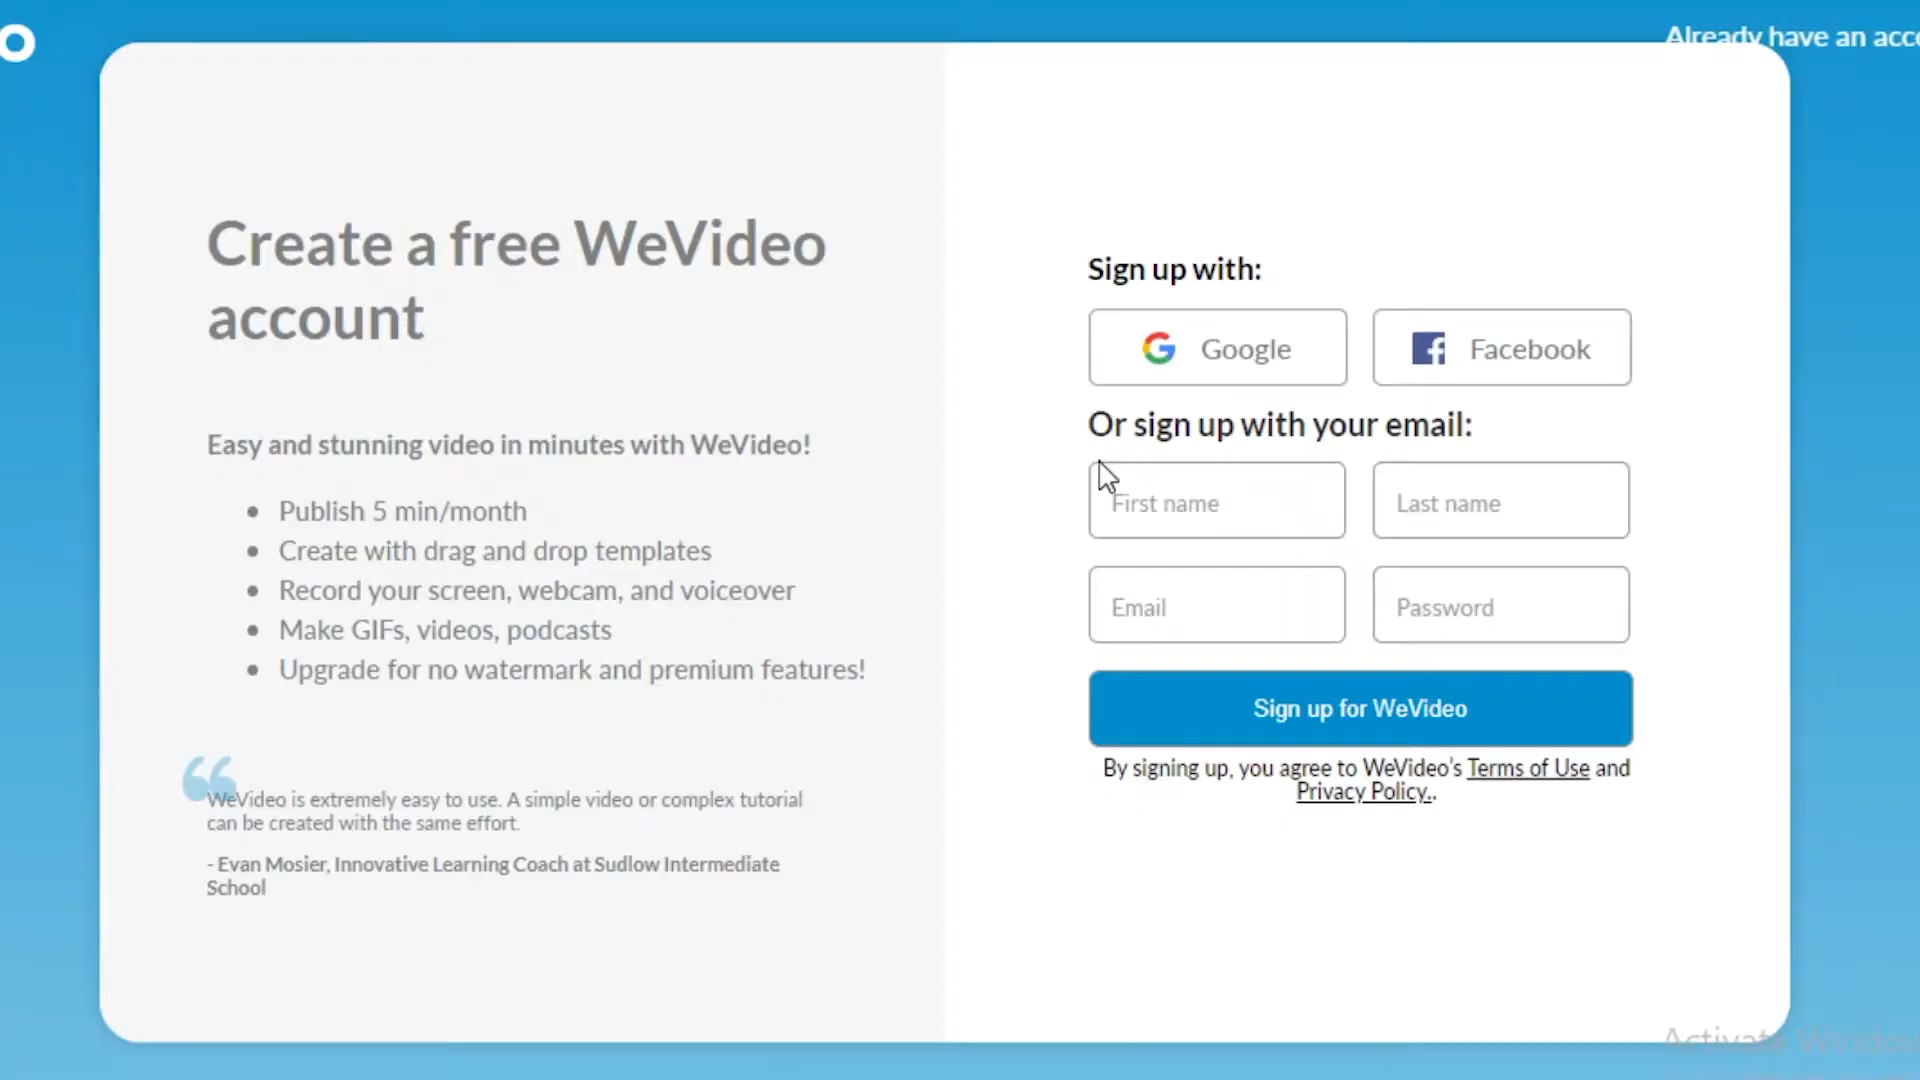 Already have an
Create a free WeVideo
account
Easy and stunning video in minutes with WeVideo!
Publish 5 min/month
Create with drag and drop templates
Record your screen, webcam, and voiceover
Make GIFs, videos, podcasts
Upgrade for no watermark and premium features!
WeVideo is extremely easy to use. A simple video or complex tutorial
can be created with the same effort.
- Evan Mosier, Innovative Learning Coach at Sudlow Intermediate
School
Sign up with:
Google
Facebook
Or sign up with your email:
First name
Last name
Email
Password
Sign up for WeVideo
By signing up, you agree to WeVideo's Terms of Use and
Privacy Policy..
Activate